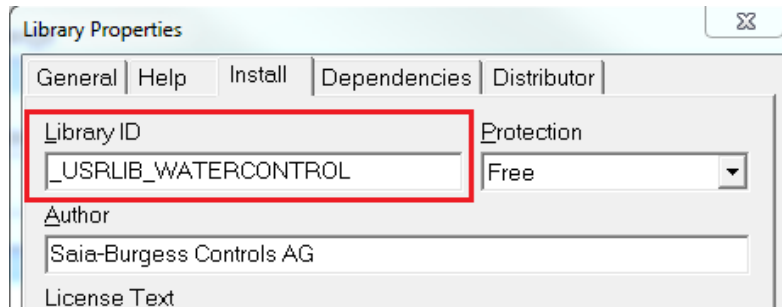 Library Properties
General Help Install Dependencies Distributor
Library ID Protection
_USRLIB_WATERCONTROL Free
Author
Saia-Burgess Controls AG
License Text